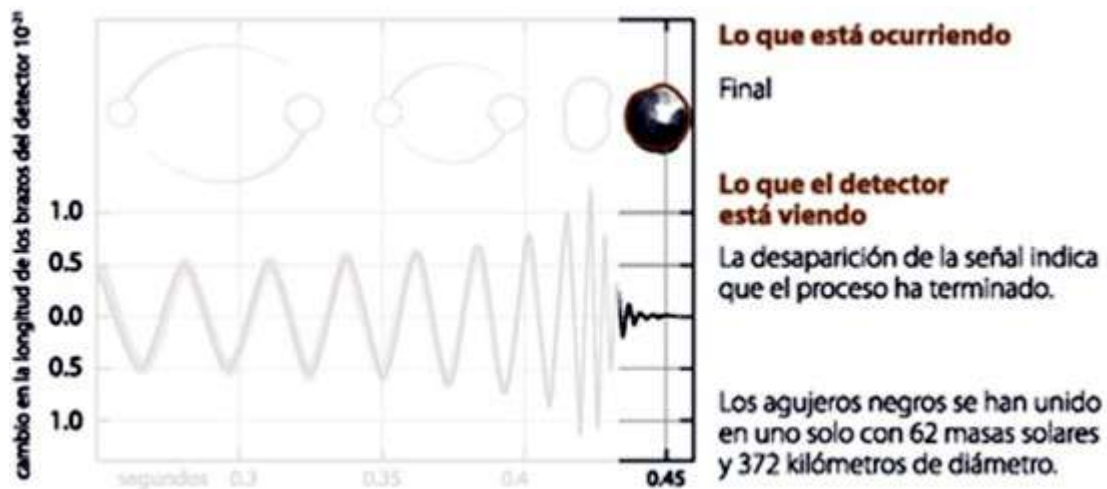 cambio en la longitud de los brazos del detector 10⁻²¹
1.0
0.5
0.0
0.5
1.0
segundos 0.3 0.35 0.4 0.45
Lo que está ocurriendo
Final
Lo que el detector
está viendo
La desaparición de la señal indica
que el proceso ha terminado.
Los agujeros negros se han unido
en uno solo con 62 masas solares
y 372 kilómetros de diámetro.